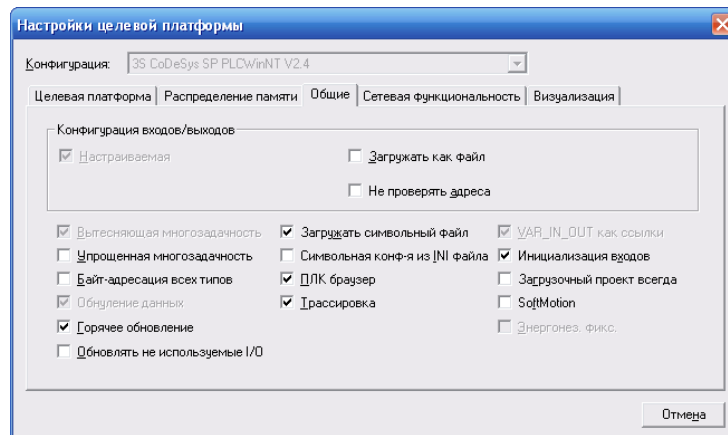 Настройки целевой платформы
Конфигурация: 3S CoDeSys SP PLCWinNT V2.4
Целевая платформа Распределение памяти Общие Сетевая функциональность Визуализация
Конфигурация входов/выходов
Настраиваемая Загружать как файл
Не проверять адреса
Вытесняющая многозадачность Загружать символьный файл VAR_IN_OUT как ссылки
Упрощенная многозадачность Символьная конф-я из INI файла Инициализация входов
Байт-адресация всех типов ПЛК браузер Загрузочный проект всегда
Обнуление данных Трассировка SoftMotion
Горячее обновление Энергонез. фикс.
Обновлять не используемые I/O
Отмена